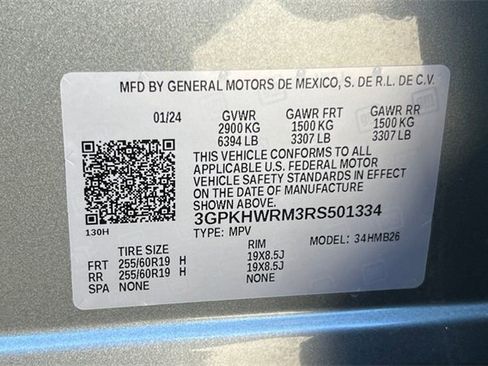 MFD BY GENERAL MOTORS DE MEXICO, S. DE R.L. DE C.V.
01/24 GVWR GAWR FRT GAWR RR
2900 KG 1500 KG 1500 KG
6394 LB 3307 LB 3307 LB
THIS VEHICLE CONFORMS TO ALL
APPLICABLE U.S. FEDERAL MOTOR
VEHICLE SAFETY STANDARDS IN EFFECT
ON THE DATE OF MANUFACTURE
SHOWN ABOVE.
3GPKHWRM3RS501334
130H TYPE: MPV MODEL: 34HMB26
TIRE SIZE RIM
FRT 255/60R19 H 19X8.5J
RR 255/60R19 H 19X8.5J
SPA NONE NONE